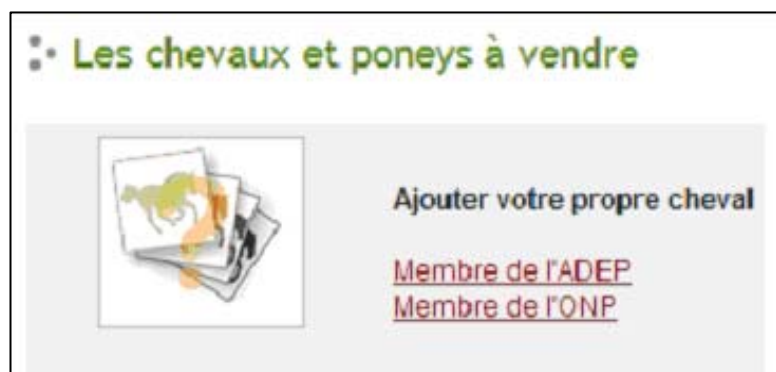 Les chevaux et poneys à vendre
Ajouter votre propre cheval
Membre de l'ADEP
Membre de l'ONP